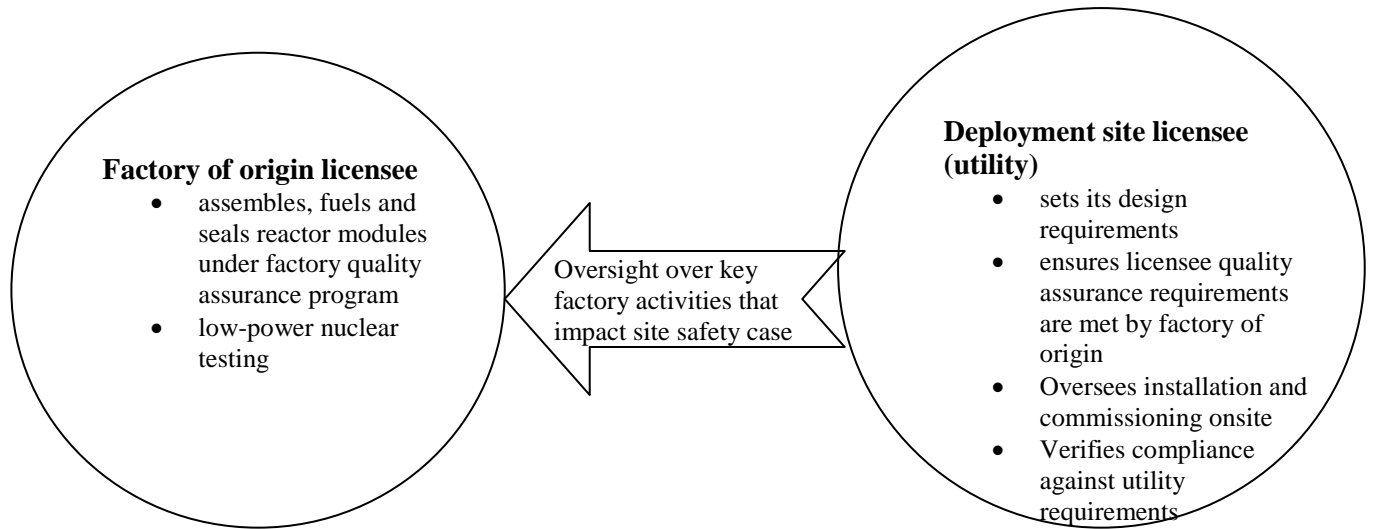 Factory of origin licensee
• assembles, fuels and
seals reactor modules
under factory quality
assurance program
• low-power nuclear
testing
Oversight over key
factory activities that
impact site safety case
Deployment site licensee
(utility)
• sets its design
requirements
• ensures licensee quality
assurance requirements
are met by factory of
origin
• Oversees installation and
commissioning onsite
• Verifies compliance
against utility
requirements